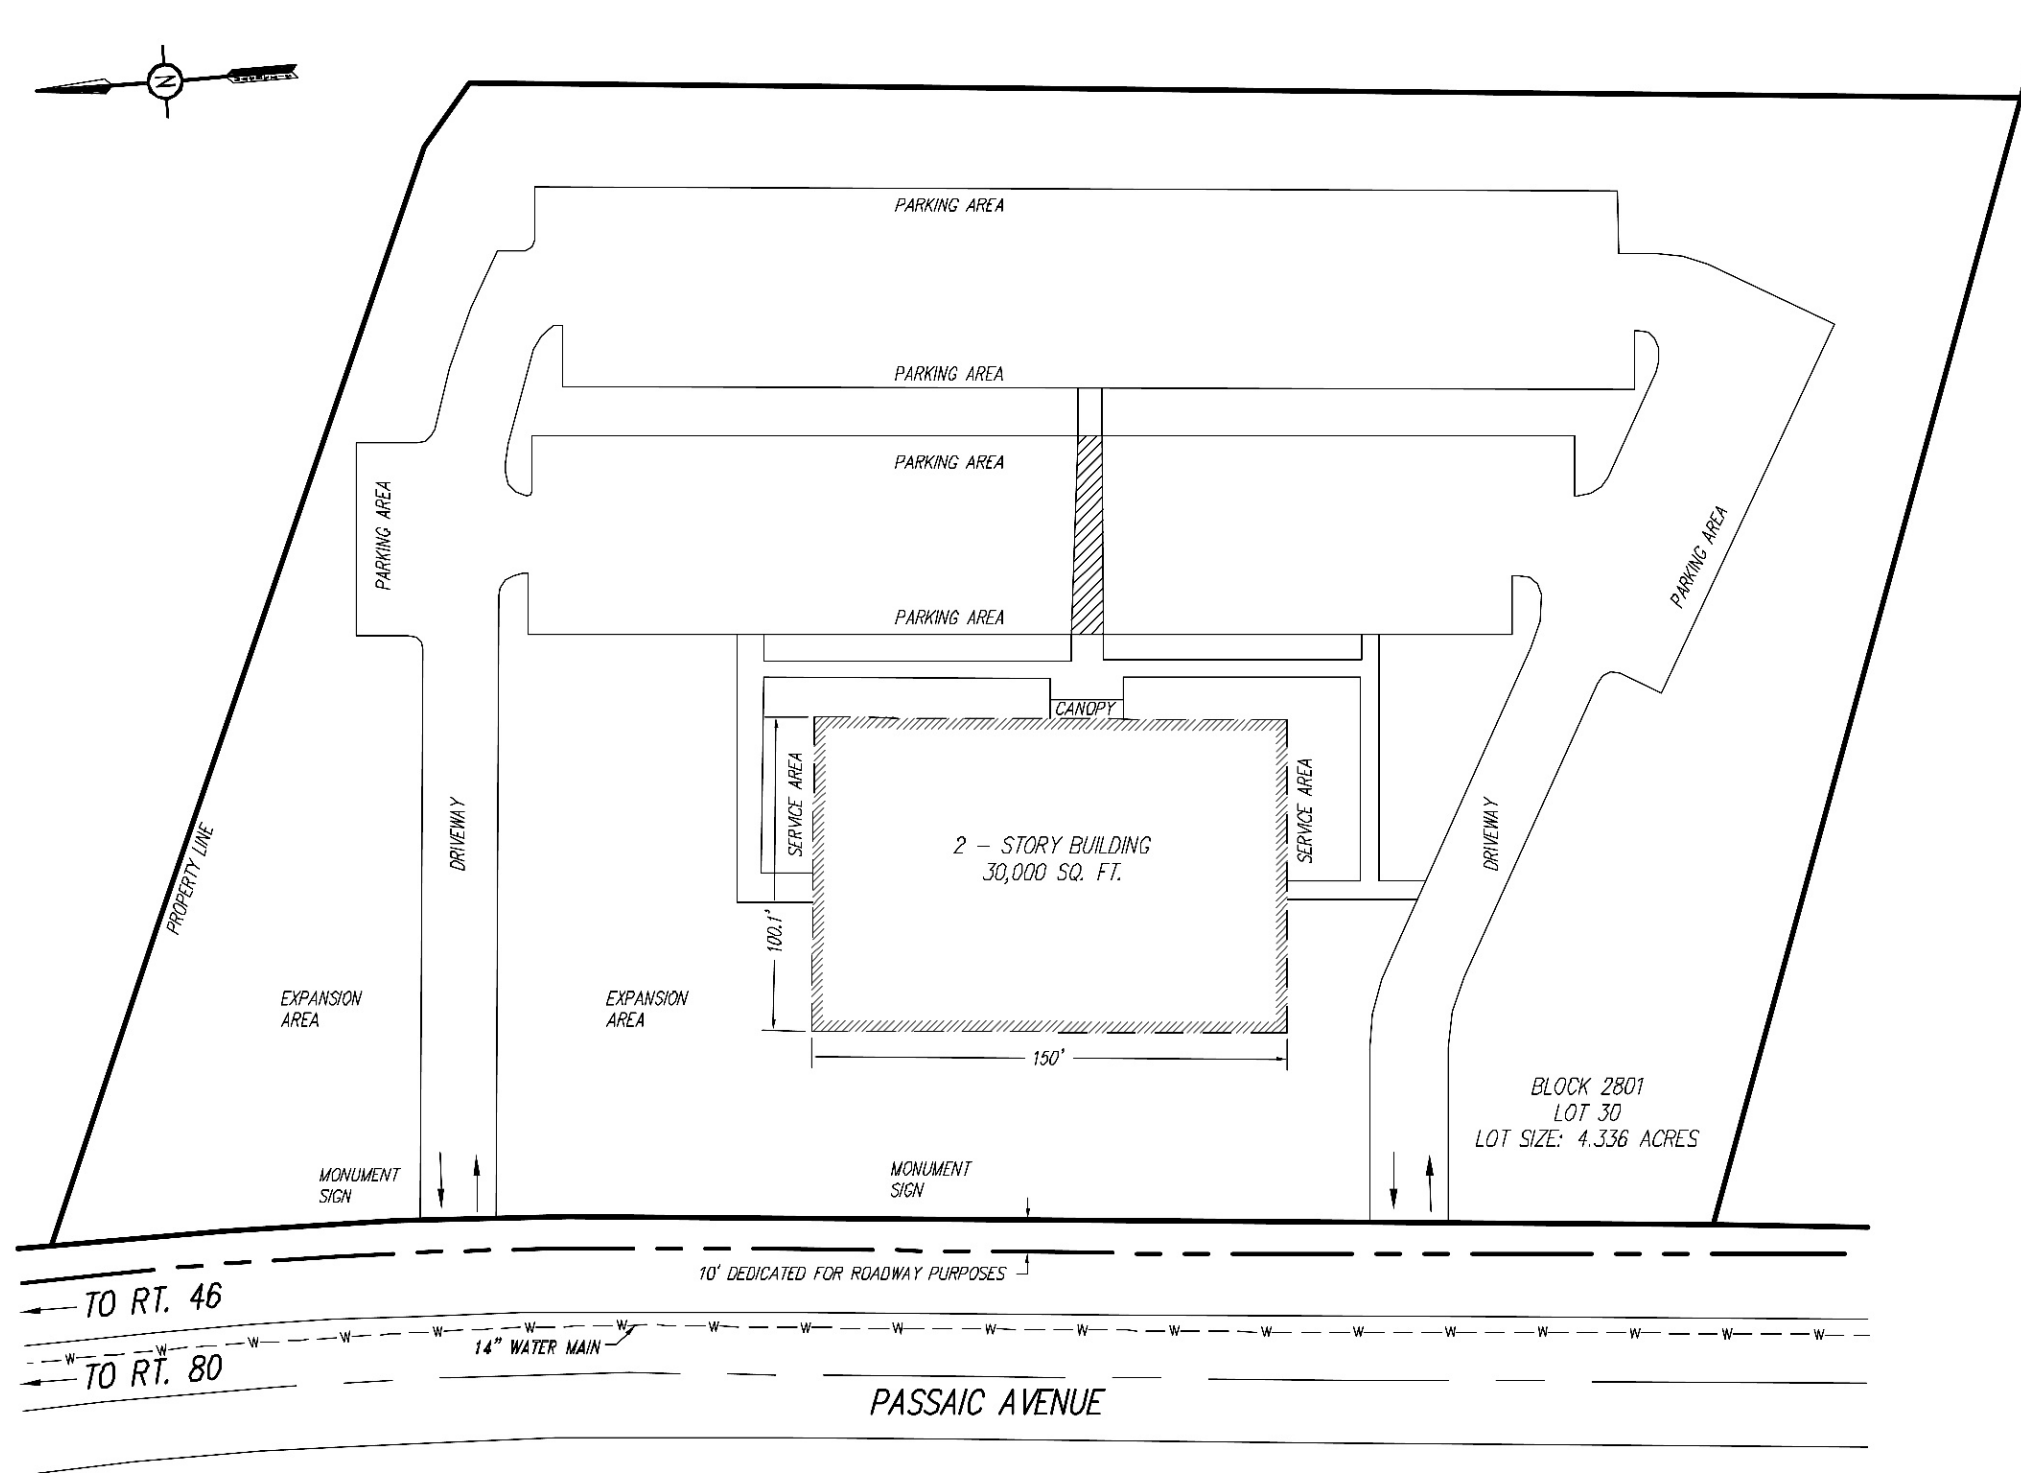 N
PARKING AREA
PARKING AREA
PARKING AREA
PARKING AREA
PARKING AREA
PARKING AREA
CANOPY
SERVICE AREA
SERVICE AREA
2 - STORY BUILDING
30,000 SQ. FT.
DRIVEWAY
DRIVEWAY
PROPERTY LINE
100.1'
EXPANSION
AREA
EXPANSION
AREA
150'
BLOCK 2801
LOT 30
LOT SIZE: 4.336 ACRES
MONUMENT
SIGN
MONUMENT
SIGN
10' DEDICATED FOR ROADWAY PURPOSES
TO RT. 46
W W W W W W W W W W W W W W W W W W W W
14" WATER MAIN
TO RT. 80
PASSAIC AVENUE